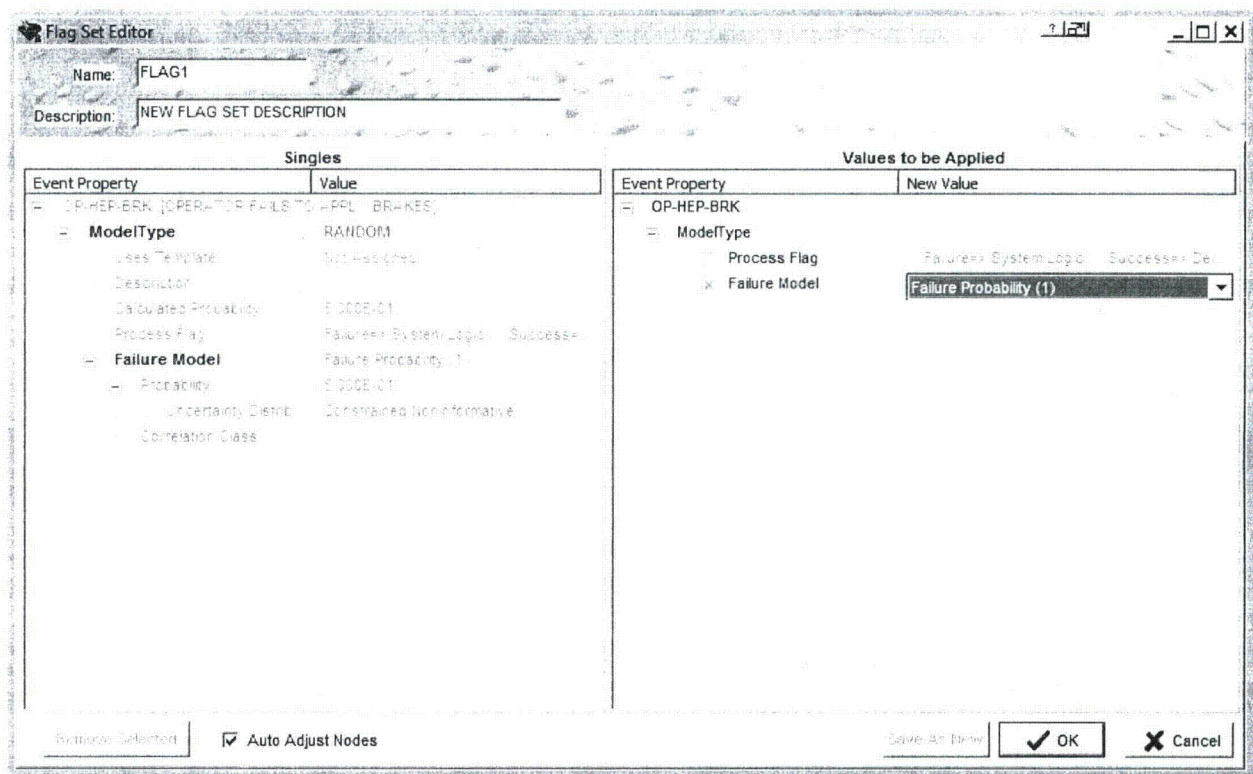 Flag Set Editor
Name: FLAG1
Description: NEW FLAG SET DESCRIPTION
Singles
Event Property Value
OP-HEP-BRK [OPERATOR FAILS TO APPLY BRAKES]
ModelType RANDOM
Uses Template Not Assigned
Description
Calculated Probability 5.000E-01
Process Flag Failure=> System Logic Success=
Failure Model Failure Probability (1)
Probability 5.000E-01
Uncertainty Distrib Constrained Noninformative
Correlation Class
Values to be Applied
Event Property New Value
OP-HEP-BRK
ModelType
Process Flag Failure=> System Logic Success=> De
Failure Model Failure Probability (1)
Remove Selected
Auto Adjust Nodes
Save As New
OK
Cancel